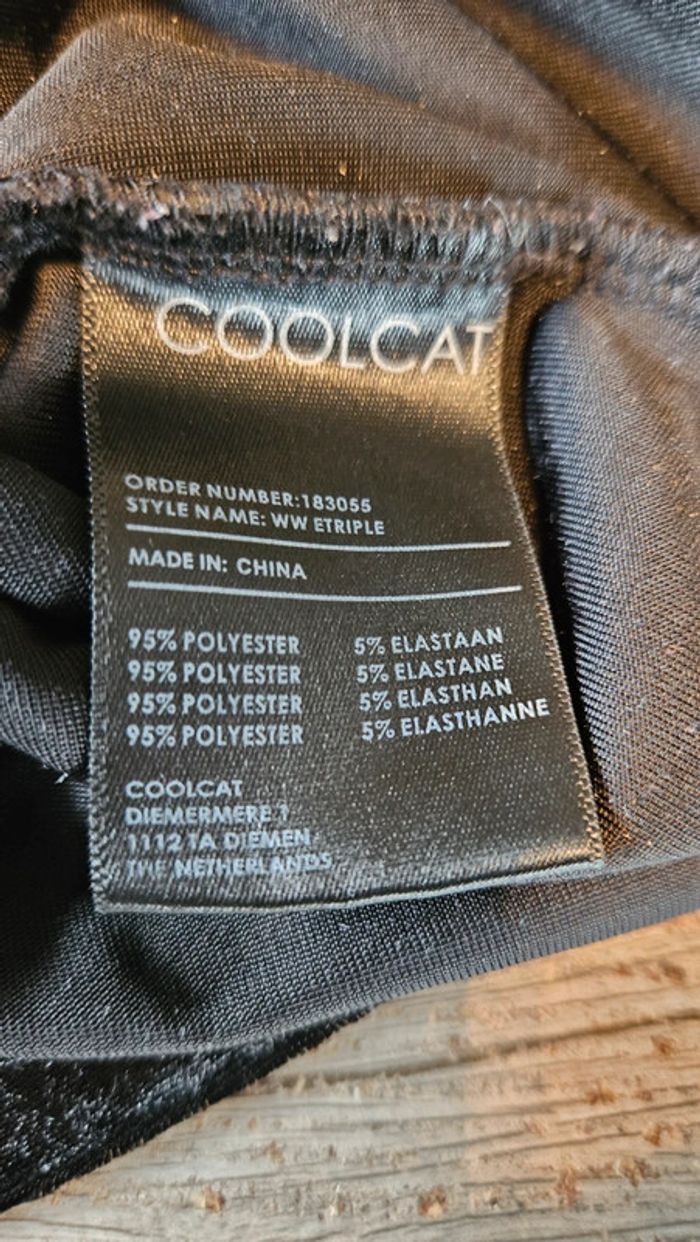 COOLCAT
ORDER NUMBER:183055
STYLE NAME: WW ETRIPLE
MADE IN: CHINA
95% POLYESTER 5% ELASTAAN
95% POLYESTER 5% ELASTANE
95% POLYESTER 5% ELASTHAN
95% POLYESTER 5% ELASTHANNE
COOLCAT
DIEMERMERE 1
1112 TA DIEMEN
THE NETHERLANDS